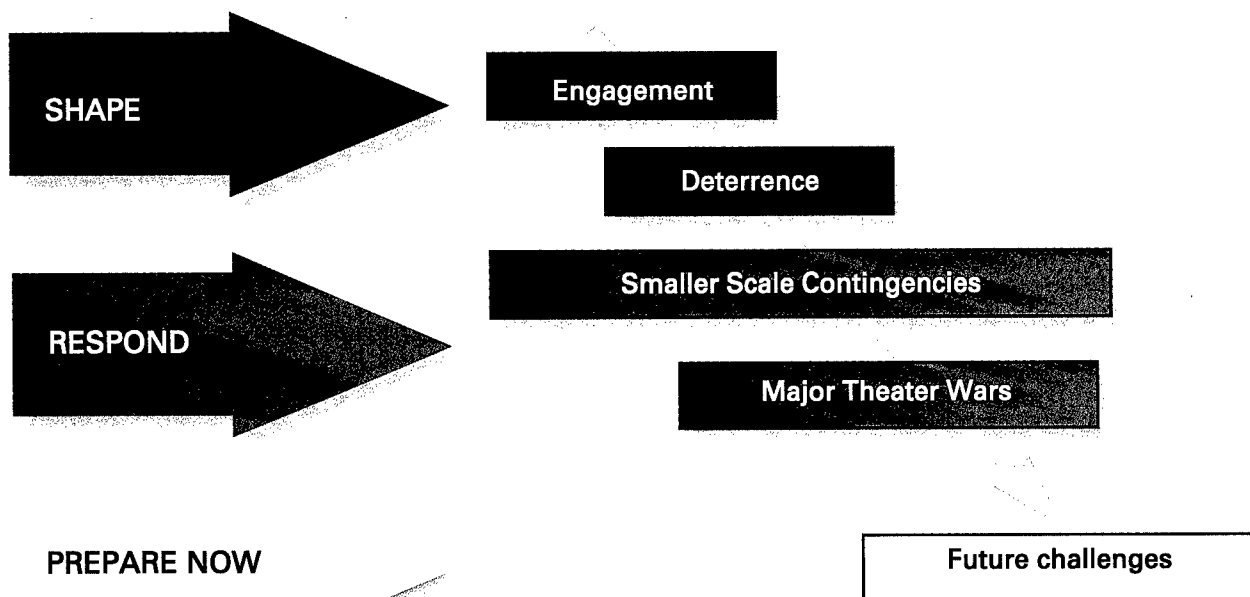 SHAPE
Engagement
Deterrence
RESPOND
Smaller Scale Contingencies
Major Theater Wars
PREPARE NOW
Future challenges